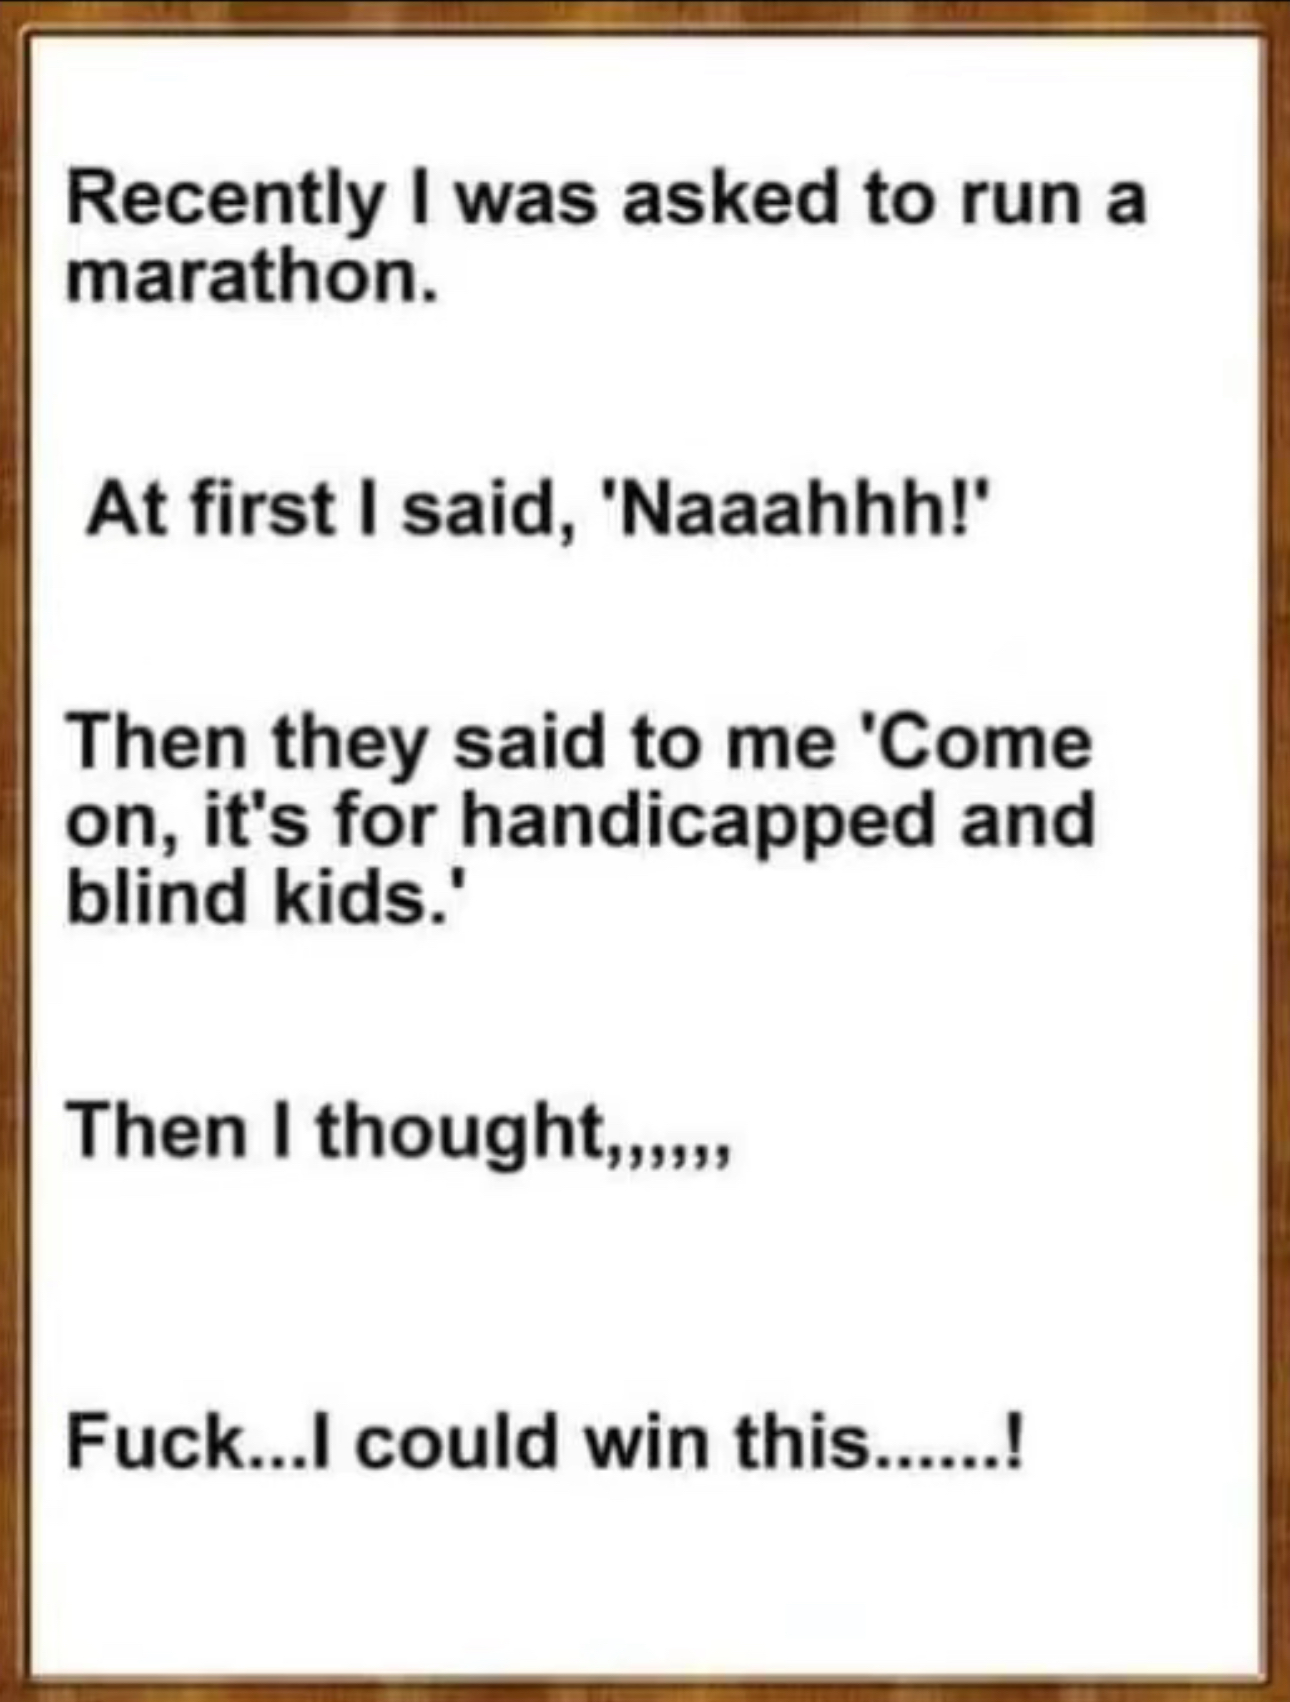 Recently I was asked to run a
marathon.
At first I said, 'Naaahhh!'
Then they said to me 'Come
on, it's for handicapped and
blind kids.'
Then I thought,,,,,,
Fuck...I could win this......!